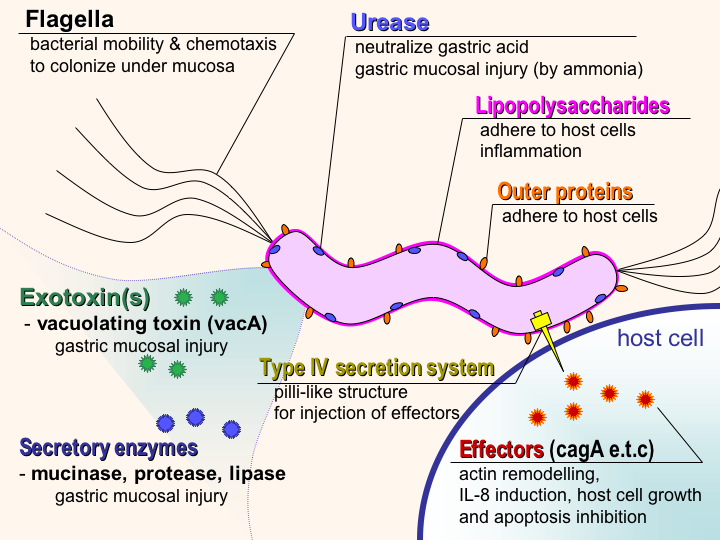 Flagella
bacterial mobility & chemotaxis
to colonize under mucosa
Urease
neutralize gastric acid
gastric mucosal injury (by ammonia)
Lipopolysaccharides
adhere to host cells
inflammation
Outer proteins
adhere to host cells
Exotoxin(s)
- vacuolating toxin (vacA)
gastric mucosal injury
host cell
Type IV secretion system
pilli-like structure
for injection of effectors
Secretory enzymes
- mucinase, protease, lipase
gastric mucosal injury
Effectors (cagA e.t.c)
actin remodelling,
IL-8 induction, host cell growth
and apoptosis inhibition